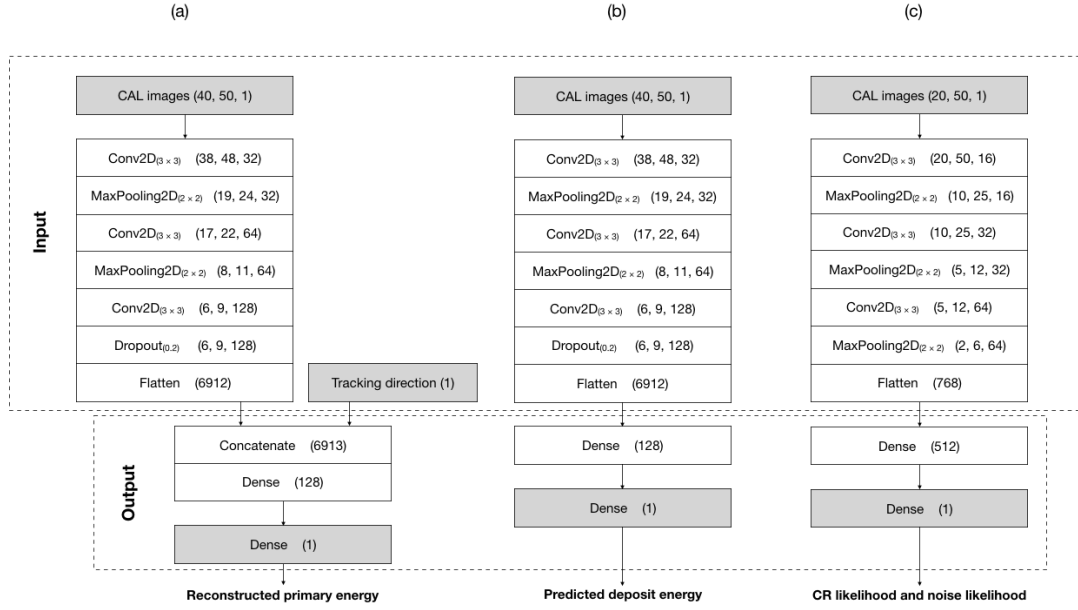 (a)
(b)
(c)
Input
CAL images (40, 50, 1)
Conv2D(3 × 3) (38, 48, 32)
MaxPooling2D(2 × 2) (19, 24, 32)
Conv2D(3 × 3) (17, 22, 64)
MaxPooling2D(2 × 2) (8, 11, 64)
Conv2D(3 × 3) (6, 9, 128)
Dropout(0.2) (6, 9, 128)
Flatten (6912)
Tracking direction (1)
CAL images (40, 50, 1)
Conv2D(3 × 3) (38, 48, 32)
MaxPooling2D(2 × 2) (19, 24, 32)
Conv2D(3 × 3) (17, 22, 64)
MaxPooling2D(2 × 2) (8, 11, 64)
Conv2D(3 × 3) (6, 9, 128)
Dropout(0.2) (6, 9, 128)
Flatten (6912)
CAL images (20, 50, 1)
Conv2D(3 × 3) (20, 50, 16)
MaxPooling2D(2 × 2) (10, 25, 16)
Conv2D(3 × 3) (10, 25, 32)
MaxPooling2D(2 × 2) (5, 12, 32)
Conv2D(3 × 3) (5, 12, 64)
MaxPooling2D(2 × 2) (2, 6, 64)
Flatten (768)
Output
Concatenate (6913)
Dense (128)
Dense (1)
Reconstructed primary energy
Dense (128)
Dense (1)
Predicted deposit energy
Dense (512)
Dense (1)
CR likelihood and noise likelihood